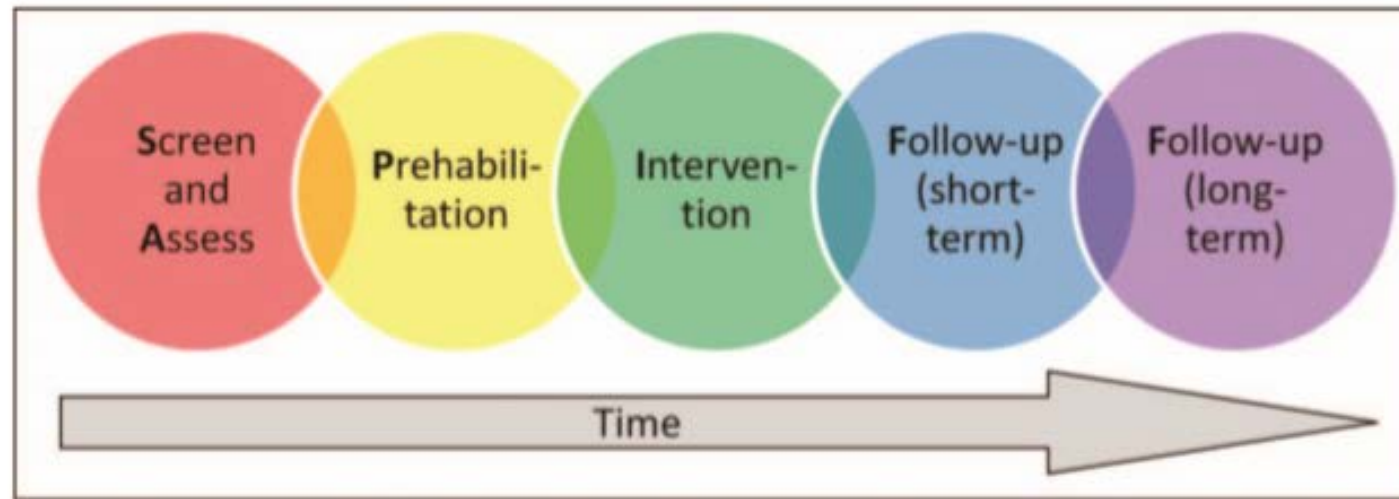 Screen
and
Assess
Prehabili-
tation
Interven-
tion
Follow-up
(short-
term)
Follow-up
(long-
term)
Time